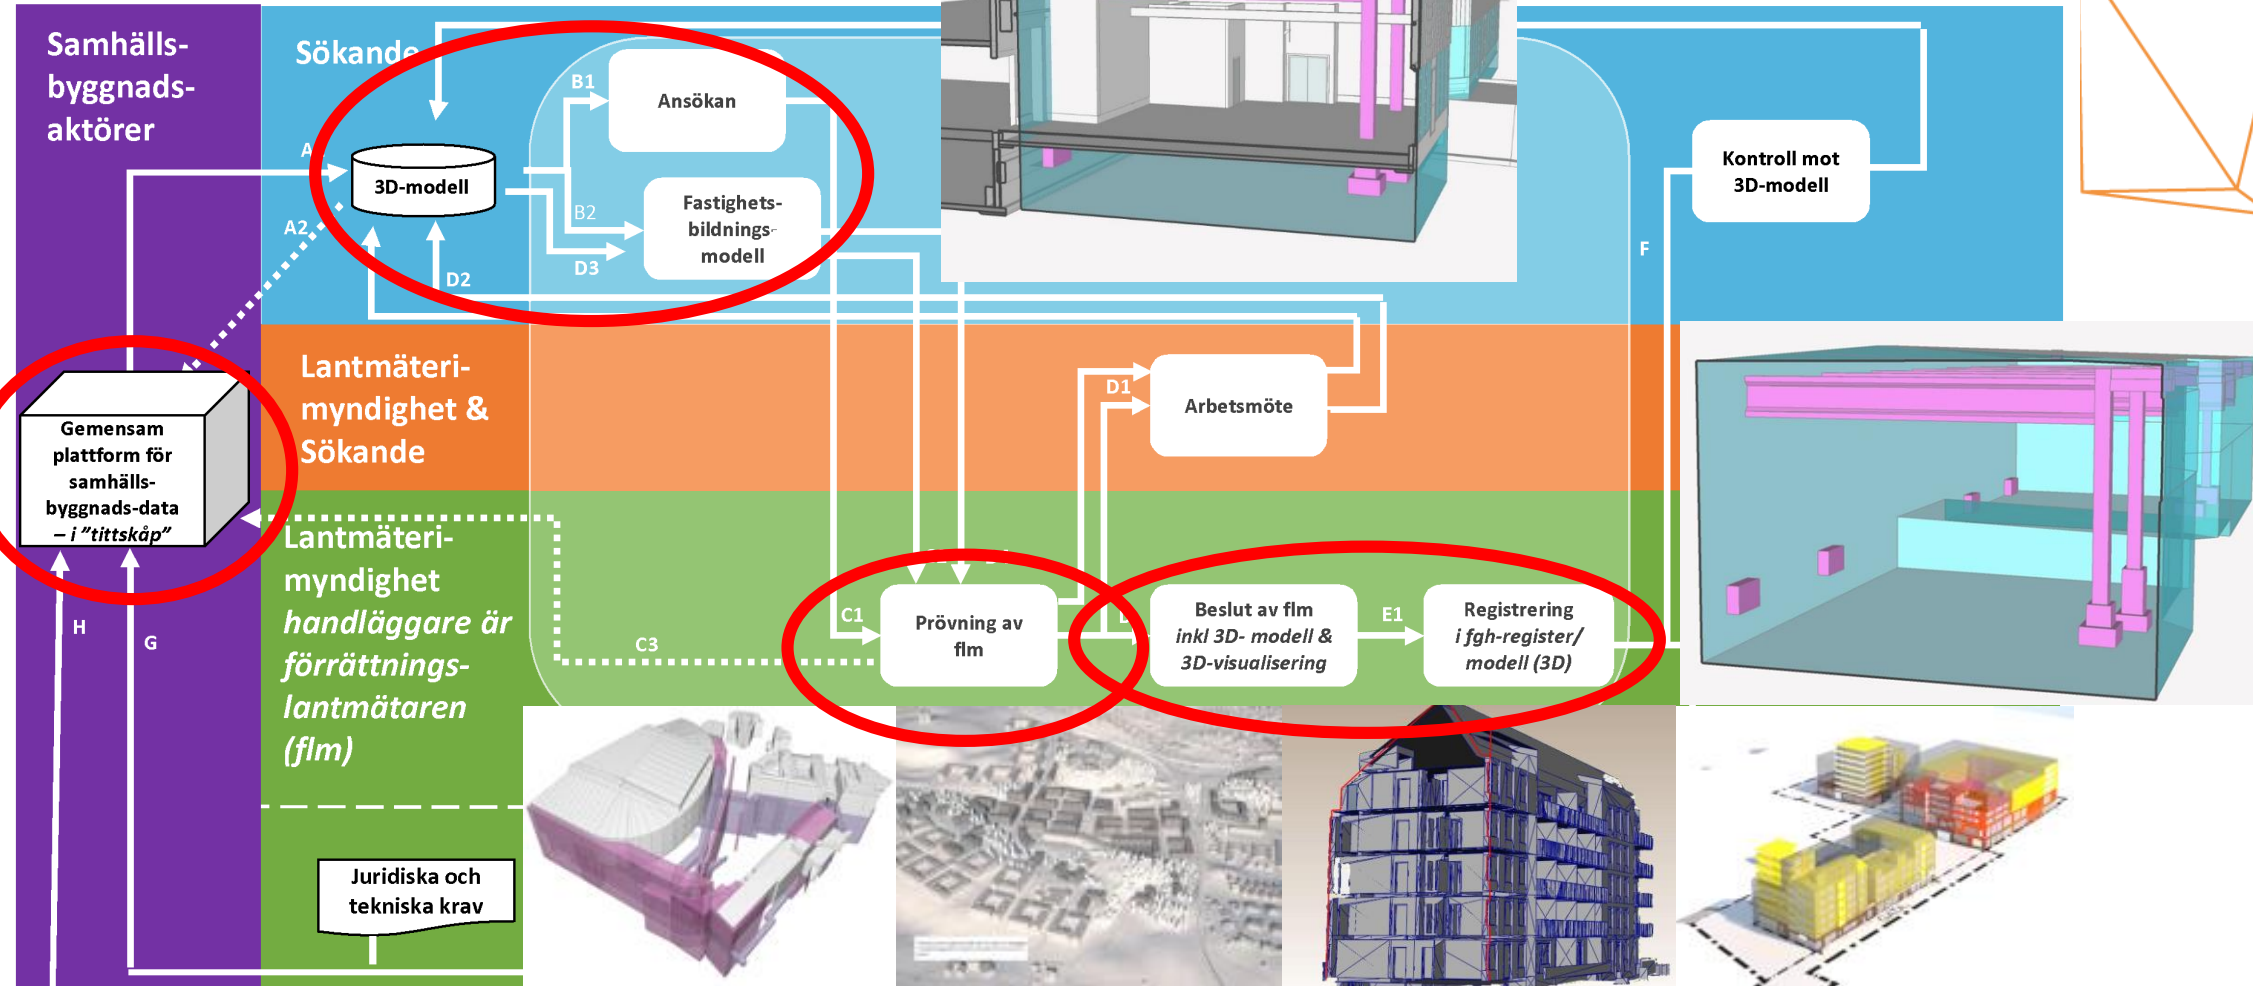 Samhälls-
byggnads-
aktörer
Sökande
A
3D-modell
A2
B1
Ansökan
B2
D3
Fastighets-
bildnings-
modell
D2
Kontroll mot
3D-modell
F
Lantmäteri-
myndighet &
Sökande
D1
Arbetsmöte
Gemensam
plattform för
samhälls-
byggnads-data
– i ”tittskåp”
H
G
Lantmäteri-
myndighet
handläggare är
förrättnings-
lantmätaren
(flm)
C3
C1
Prövning av
flm
Beslut av flm
inkl 3D- modell &
3D-visualisering
E1
Registrering
i fgh-register/
modell (3D)
Juridiska och
tekniska krav